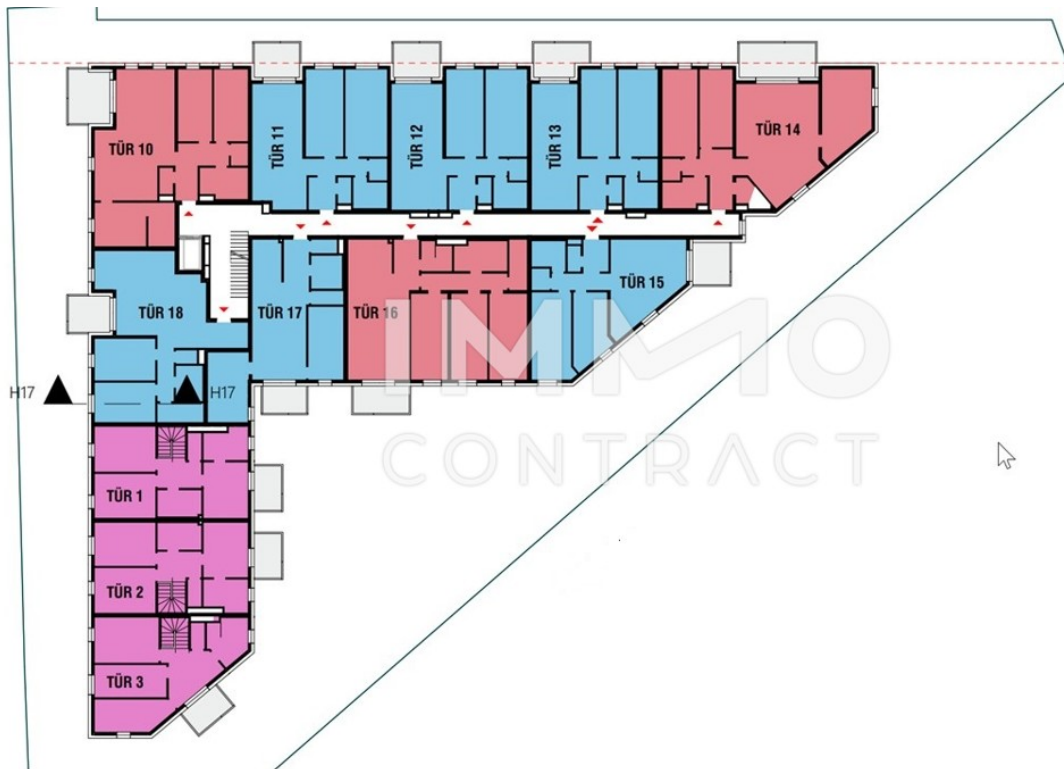 TÜR 10
TÜR 11
TÜR 12
TÜR 13
TÜR 14
TÜR 18
TÜR 17
TÜR 16
TÜR 15
IMMO
CONTRACT
H17
H17
TÜR 1
TÜR 2
TÜR 3